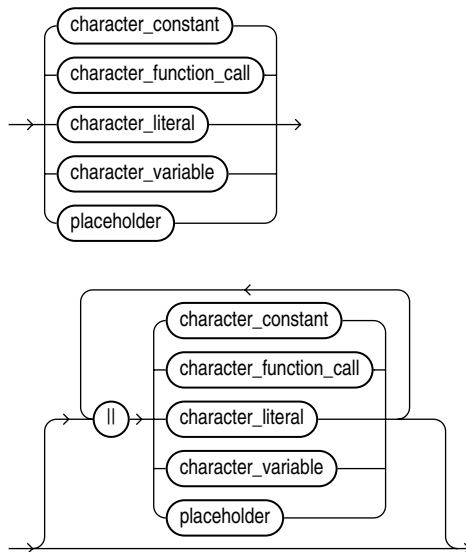 character_constant
character_function_call
character_literal
character_variable
placeholder
character_constant
character_function_call
|| character_literal
character_variable
placeholder